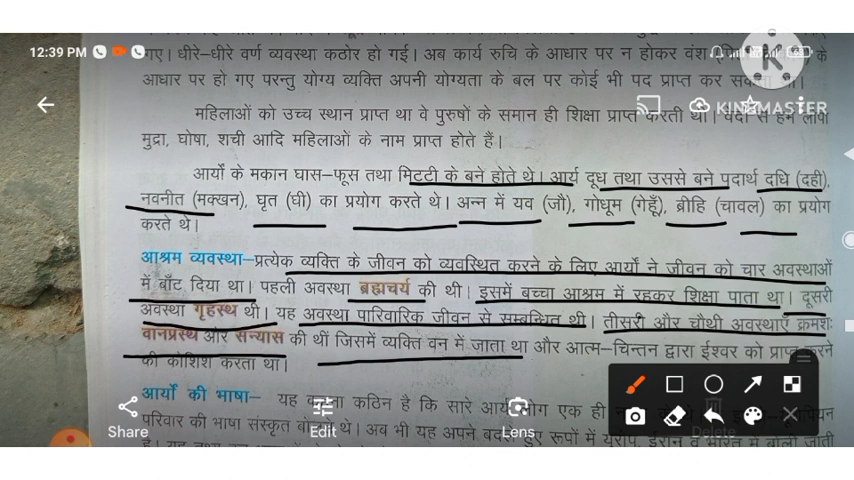 12:39 PM
गए। धीरे-धीरे वर्ण व्यवस्था कठोर हो गई। अब कार्य रुचि के आधार पर न होकर वंश के
आधार पर हो गए परन्तु योग्य व्यक्ति अपनी योग्यता के बल पर कोई भी पद प्राप्त कर
KINEMASTER
महिलाओं को उच्च स्थान प्राप्त था वे पुरुषों के समान ही शिक्षा प्राप्त करती थी।
मुद्रा, घोषा, शची आदि महिलाओं के नाम प्राप्त होते हैं।
आर्यों के मकान घास-फूस तथा मिटटी के बने होते थे। आर्य दूध तथा उससे बने पदार्थ दधि (दही),
नवनीत (मक्खन), घृत (घी) का प्रयोग करते थे। अन्न में यव (जौ), गोधूम (गेहूँ), ब्रीहि (चावल) का प्रयोग
करते थे।
आश्रम व्यवस्था-प्रत्येक व्यक्ति के जीवन को व्यवस्थित करने के लिए आर्यों ने जीवन को चार अवस्थाओं
में बाँट दिया था। पहली अवस्था ब्रह्मचर्य की थी। इसमें बच्चा आश्रम में रहकर शिक्षा पाता था। दूसरी
अवस्था गृहस्थ थी। यह अवस्था पारिवारिक जीवन से सम्बन्धित थी। तीसरी और चौथी अवस्थाएं क्रमशः
वानप्रस्थ और सन्यास की थीं जिसमें व्यक्ति वन में जाता था और आत्म-चिन्तन द्वारा ईश्वर को प्राप्त करने
की कोशिश करता था।
आर्यों की भाषा- यह कहना कठिन है कि सारे आर्य लोग एक ही
परिवार की भाषा संस्कृत थे। अब भी यह अपने बदले हुए रूपों में यूरोप, ईरान व भारत में बोली जाती
Share
Edit
Lens
Delete